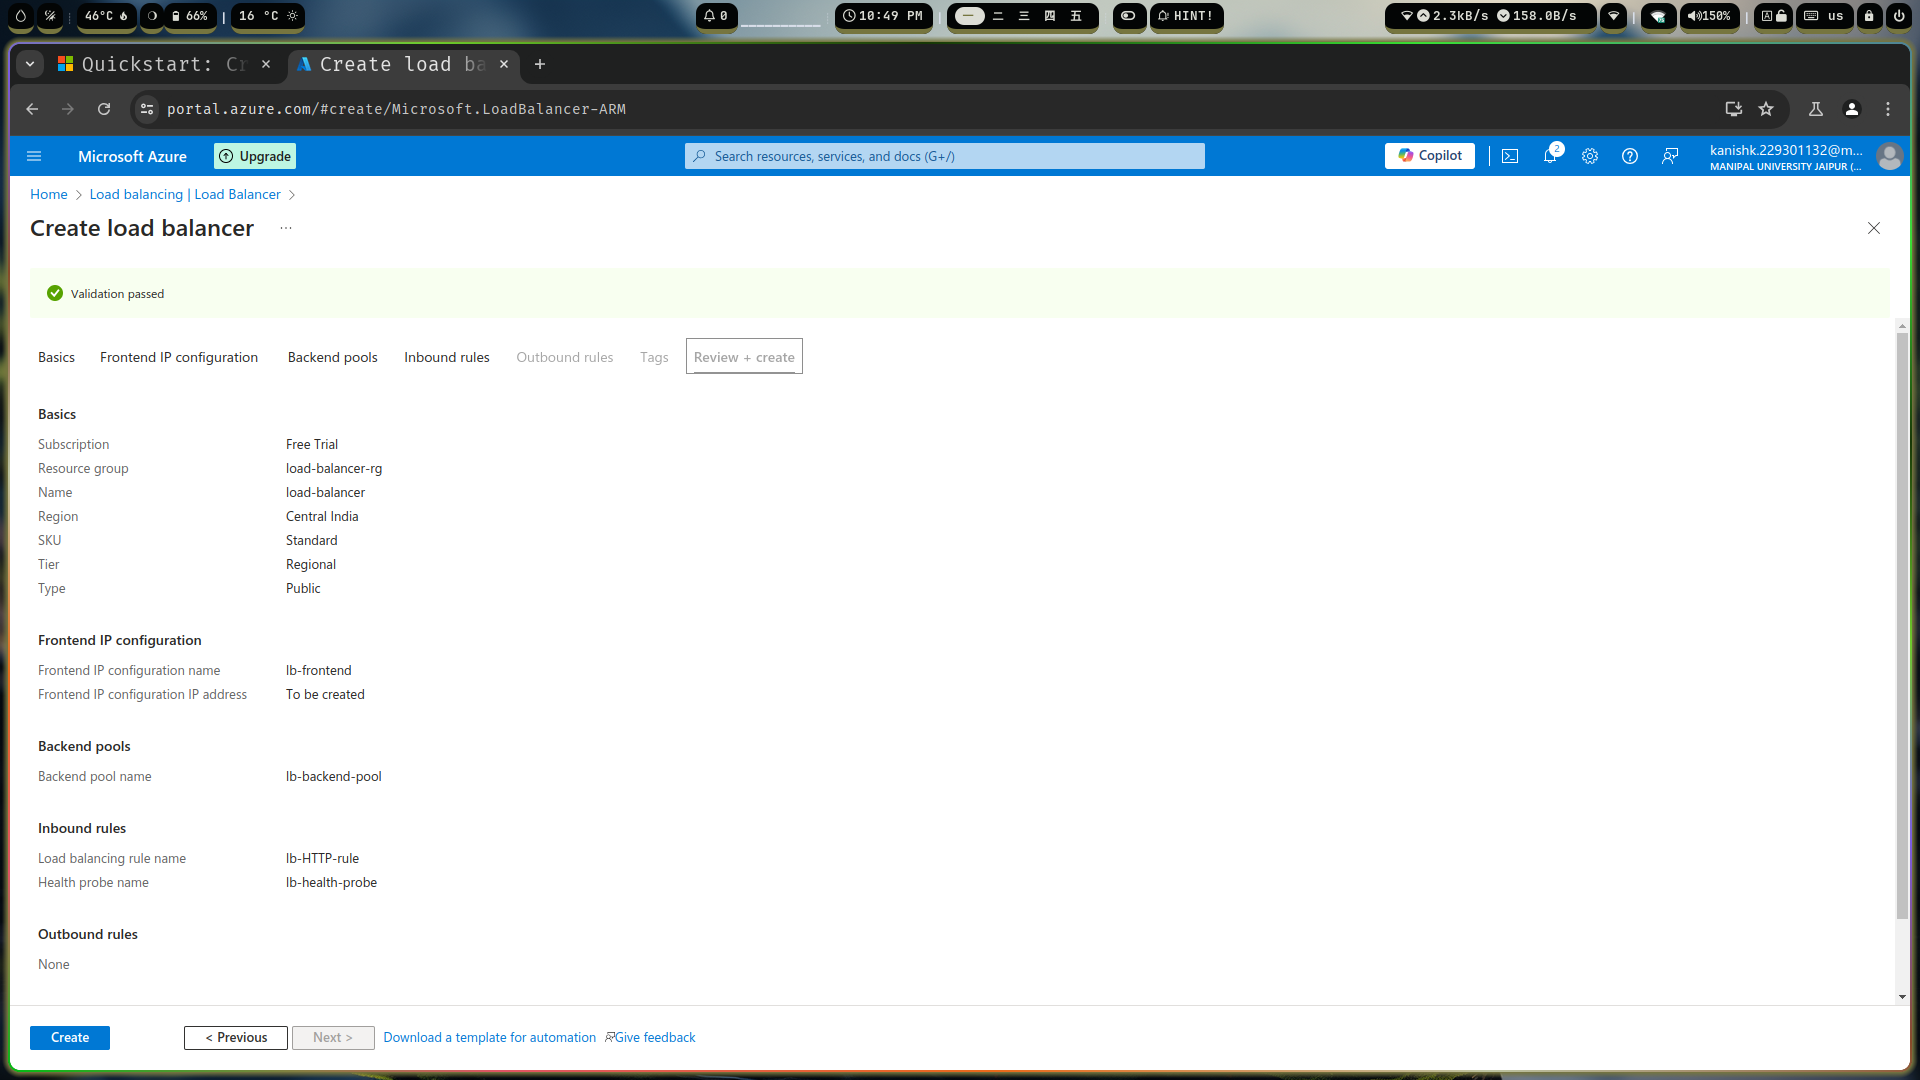 46°C
66%
16 °C
0
10:49 PM
一 二 三 四 五
HINT!
2.3kB/s 158.0B/s
150%
A
us
Quickstart: Cr
Create load ba
portal.azure.com/#create/Microsoft.LoadBalancer-ARM
Microsoft Azure
Upgrade
Search resources, services, and docs (G+/)
Copilot
2
kanishk.229301132@m...
MANIPAL UNIVERSITY JAIPUR (...
Home > Load balancing | Load Balancer >
Create load balancer ...
Validation passed
Basics Frontend IP configuration Backend pools Inbound rules Outbound rules Tags Review + create
Basics
Subscription Free Trial
Resource group load-balancer-rg
Name load-balancer
Region Central India
SKU Standard
Tier Regional
Type Public
Frontend IP configuration
Frontend IP configuration name lb-frontend
Frontend IP configuration IP address To be created
Backend pools
Backend pool name lb-backend-pool
Inbound rules
Load balancing rule name lb-HTTP-rule
Health probe name lb-health-probe
Outbound rules
None
Create < Previous Next > Download a template for automation Give feedback